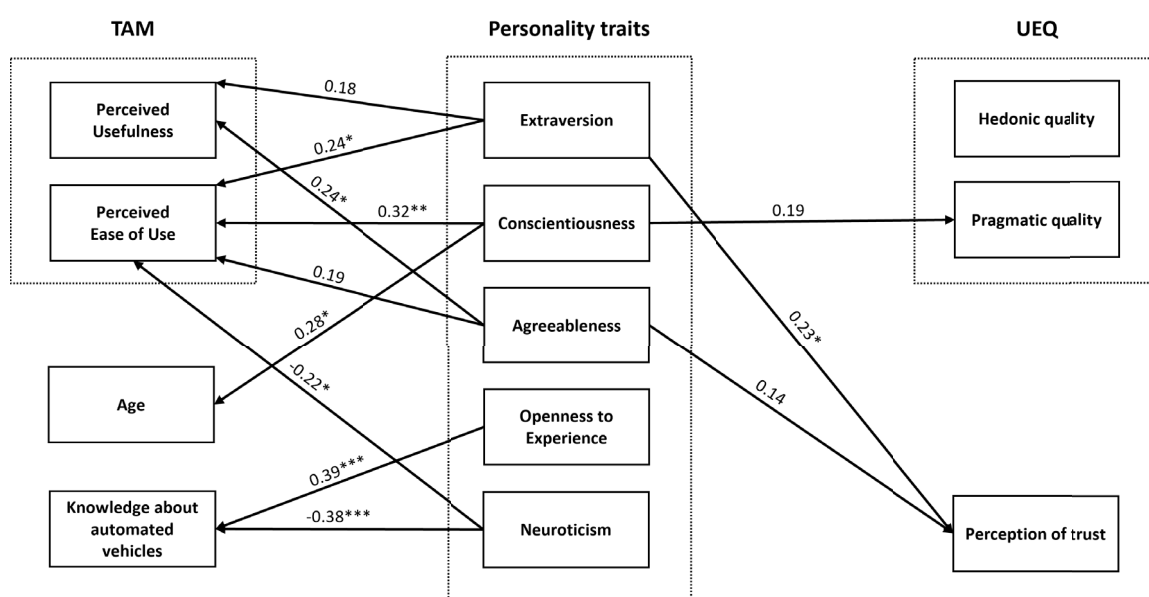 TAM
Personality traits
UEQ
Perceived
Usefulness
Perceived
Ease of Use
Age
Knowledge about
automated
vehicles
0.18
0.24*
0.24*
0.32**
0.19
0.28*
-0.22*
0.39***
-0.38***
Extraversion
Conscientiousness
Agreeableness
Openness to
Experience
Neuroticism
0.19
0.23*
0.14
Hedonic quality
Pragmatic quality
Perception of trust